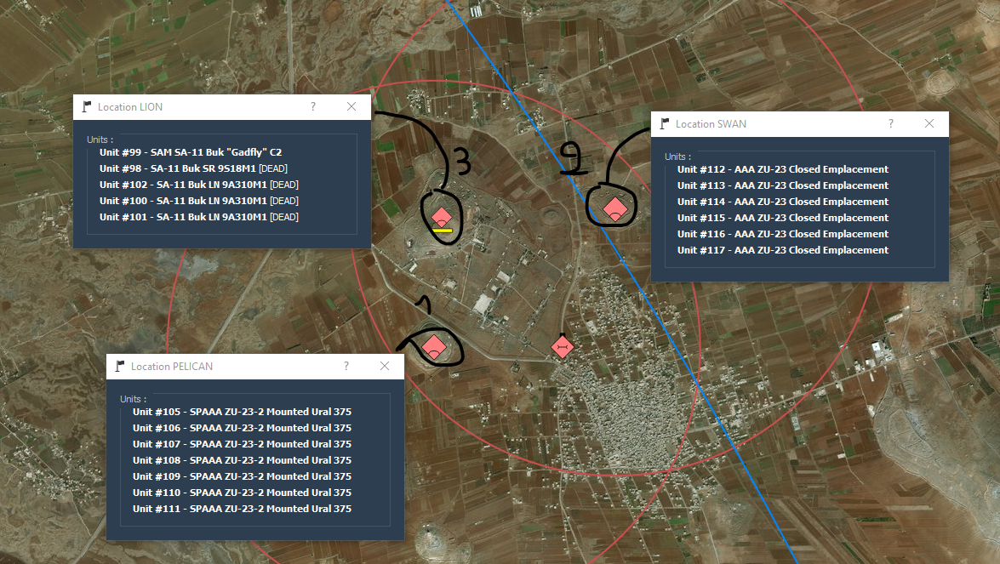 Location LION
?
Units :
Unit #99 - SAM SA-11 Buk "Gadfly" C2
Unit #98 - SA-11 Buk SR 9S18M1 [DEAD]
Unit #102 - SA-11 Buk LN 9A310M1 [DEAD]
Unit #100 - SA-11 Buk LN 9A310M1 [DEAD]
Unit #101 - SA-11 Buk LN 9A310M1 [DEAD]
3
9
Location SWAN
?
Units :
Unit #112 - AAA ZU-23 Closed Emplacement
Unit #113 - AAA ZU-23 Closed Emplacement
Unit #114 - AAA ZU-23 Closed Emplacement
Unit #115 - AAA ZU-23 Closed Emplacement
Unit #116 - AAA ZU-23 Closed Emplacement
Unit #117 - AAA ZU-23 Closed Emplacement
1
Location PELICAN
?
Units :
Unit #105 - SPAAA ZU-23-2 Mounted Ural 375
Unit #106 - SPAAA ZU-23-2 Mounted Ural 375
Unit #107 - SPAAA ZU-23-2 Mounted Ural 375
Unit #108 - SPAAA ZU-23-2 Mounted Ural 375
Unit #109 - SPAAA ZU-23-2 Mounted Ural 375
Unit #110 - SPAAA ZU-23-2 Mounted Ural 375
Unit #111 - SPAAA ZU-23-2 Mounted Ural 375